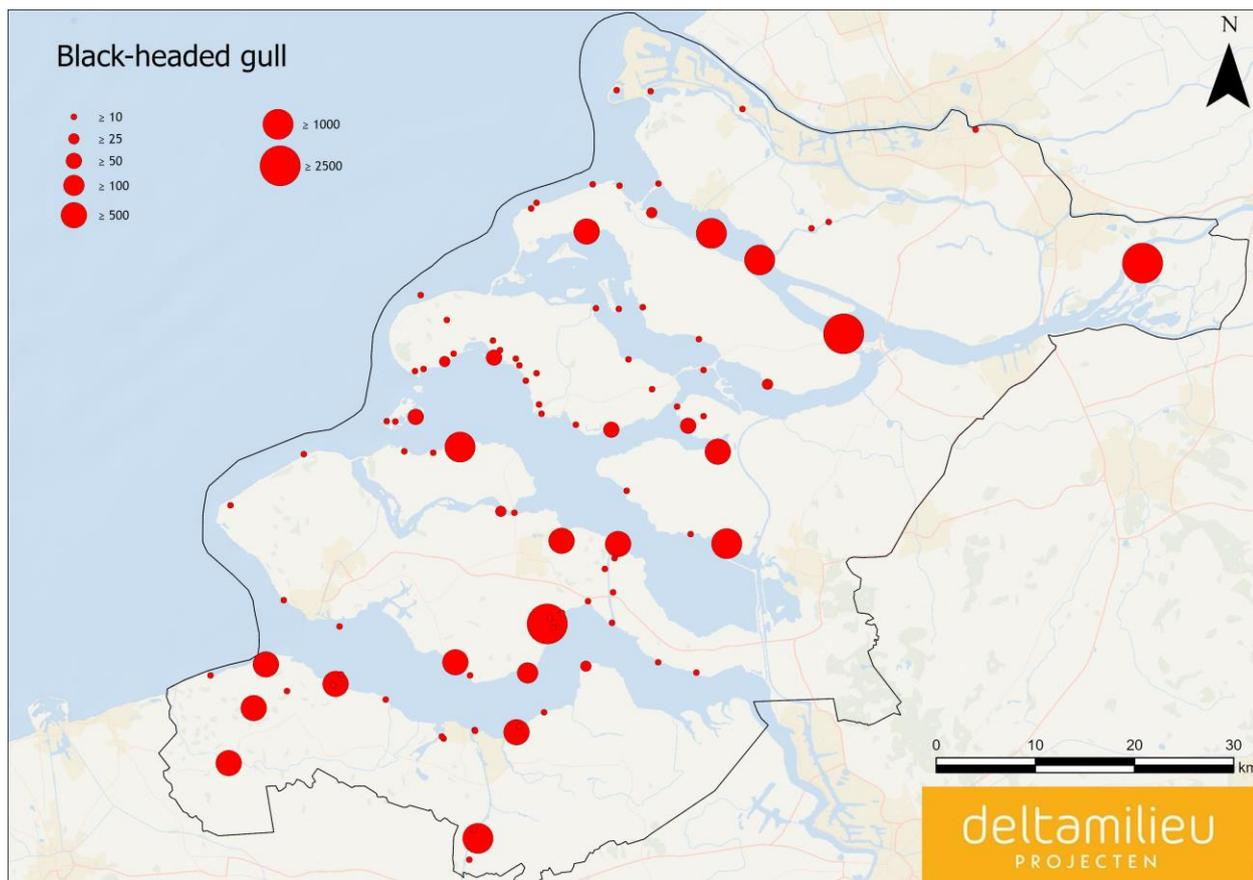 Black-headed gull
N
≥ 10
≥ 25
≥ 50
≥ 100
≥ 500
≥ 1000
≥ 2500
0 10 20 30
km
deltamilieu
PROJECTEN